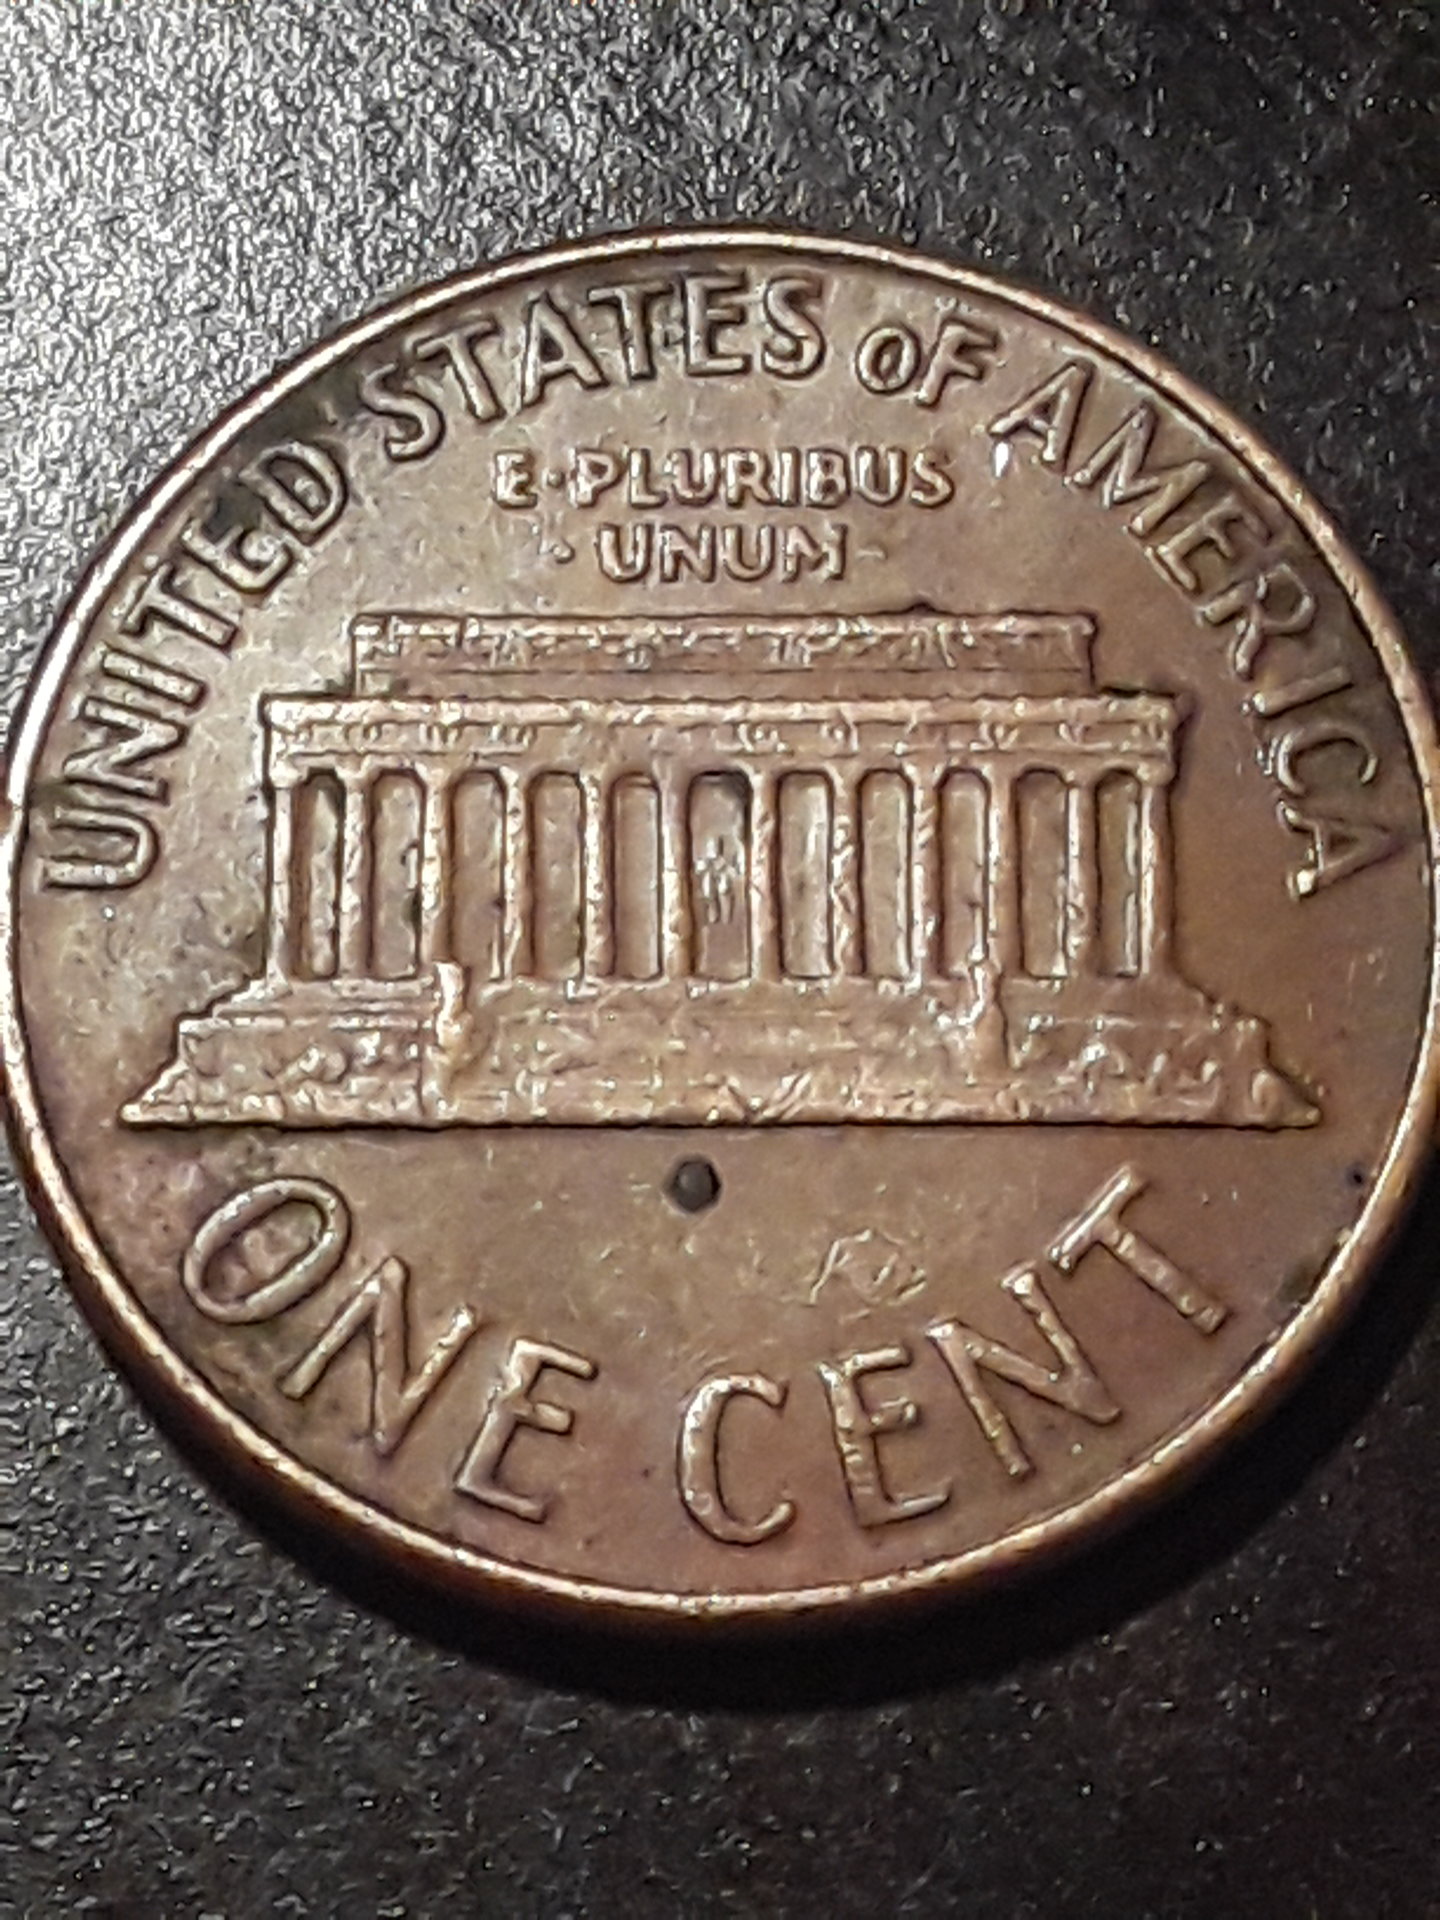 UNITED STATES OF AMERICA
E·PLURIBUS
·UNUM·
ONE CENT